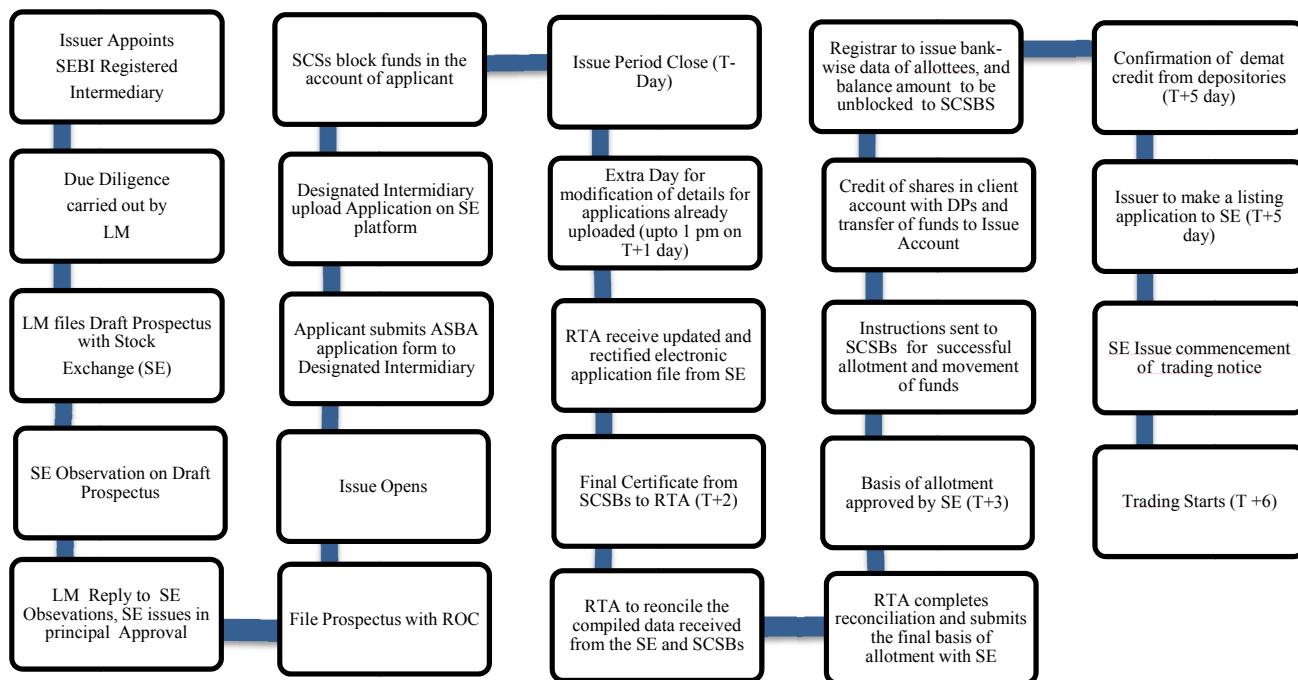 Issuer Appoints
SEBI Registered
Intermediary
Due Diligence
carried out by
LM
LM files Draft Prospectus
with Stock
Exchange (SE)
SE Observation on Draft
Prospectus
LM Reply to SE
Obsevations, SE issues in
principal Approval
File Prospectus with ROC
Issue Opens
Applicant submits ASBA
application form to
Designated Intermediary
Designated Intermidiary
upload Application on SE
platform
SCSs block funds in the
account of applicant
Issue Period Close (T-
Day)
Extra Day for
modification of details for
applications already
uploaded (upto 1 pm on
T+1 day)
RTA receive updated and
rectified electronic
application file from SE
Final Certificate from
SCSBs to RTA (T+2)
RTA to reconcile the
compiled data received
from the SE and SCSBs
RTA completes
reconciliation and submits
the final basis of
allotment with SE
Basis of allotment
approved by SE (T+3)
Instructions sent to
SCSBs for successful
allotment and movement
of funds
Credit of shares in client
account with DPs and
transfer of funds to Issue
Account
Registrar to issue bank-
wise data of allottees, and
balance amount to be
unblocked to SCSBS
Confirmation of demat
credit from depositories
(T+5 day)
Issuer to make a listing
application to SE (T+5
day)
SE Issue commencement
of trading notice
Trading Starts (T +6)